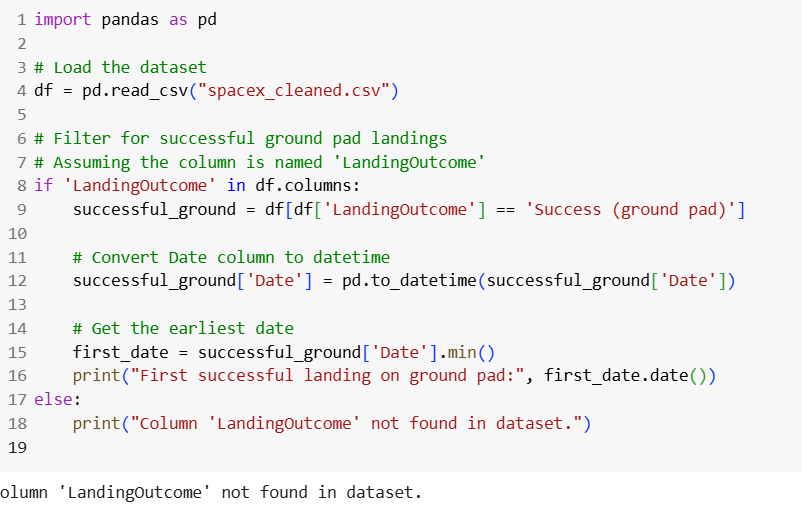 1 import pandas as pd
2
3 # Load the dataset
4 df = pd.read_csv("spacex_cleaned.csv")
5
6 # Filter for successful ground pad landings
7 # Assuming the column is named 'LandingOutcome'
8 if 'LandingOutcome' in df.columns:
9     successful_ground = df[df['LandingOutcome'] == 'Success (ground pad)']
10
11     # Convert Date column to datetime
12     successful_ground['Date'] = pd.to_datetime(successful_ground['Date'])
13
14     # Get the earliest date
15     first_date = successful_ground['Date'].min()
16     print("First successful landing on ground pad:", first_date.date())
17 else:
18     print("Column 'LandingOutcome' not found in dataset.")
19
olumn 'LandingOutcome' not found in dataset.